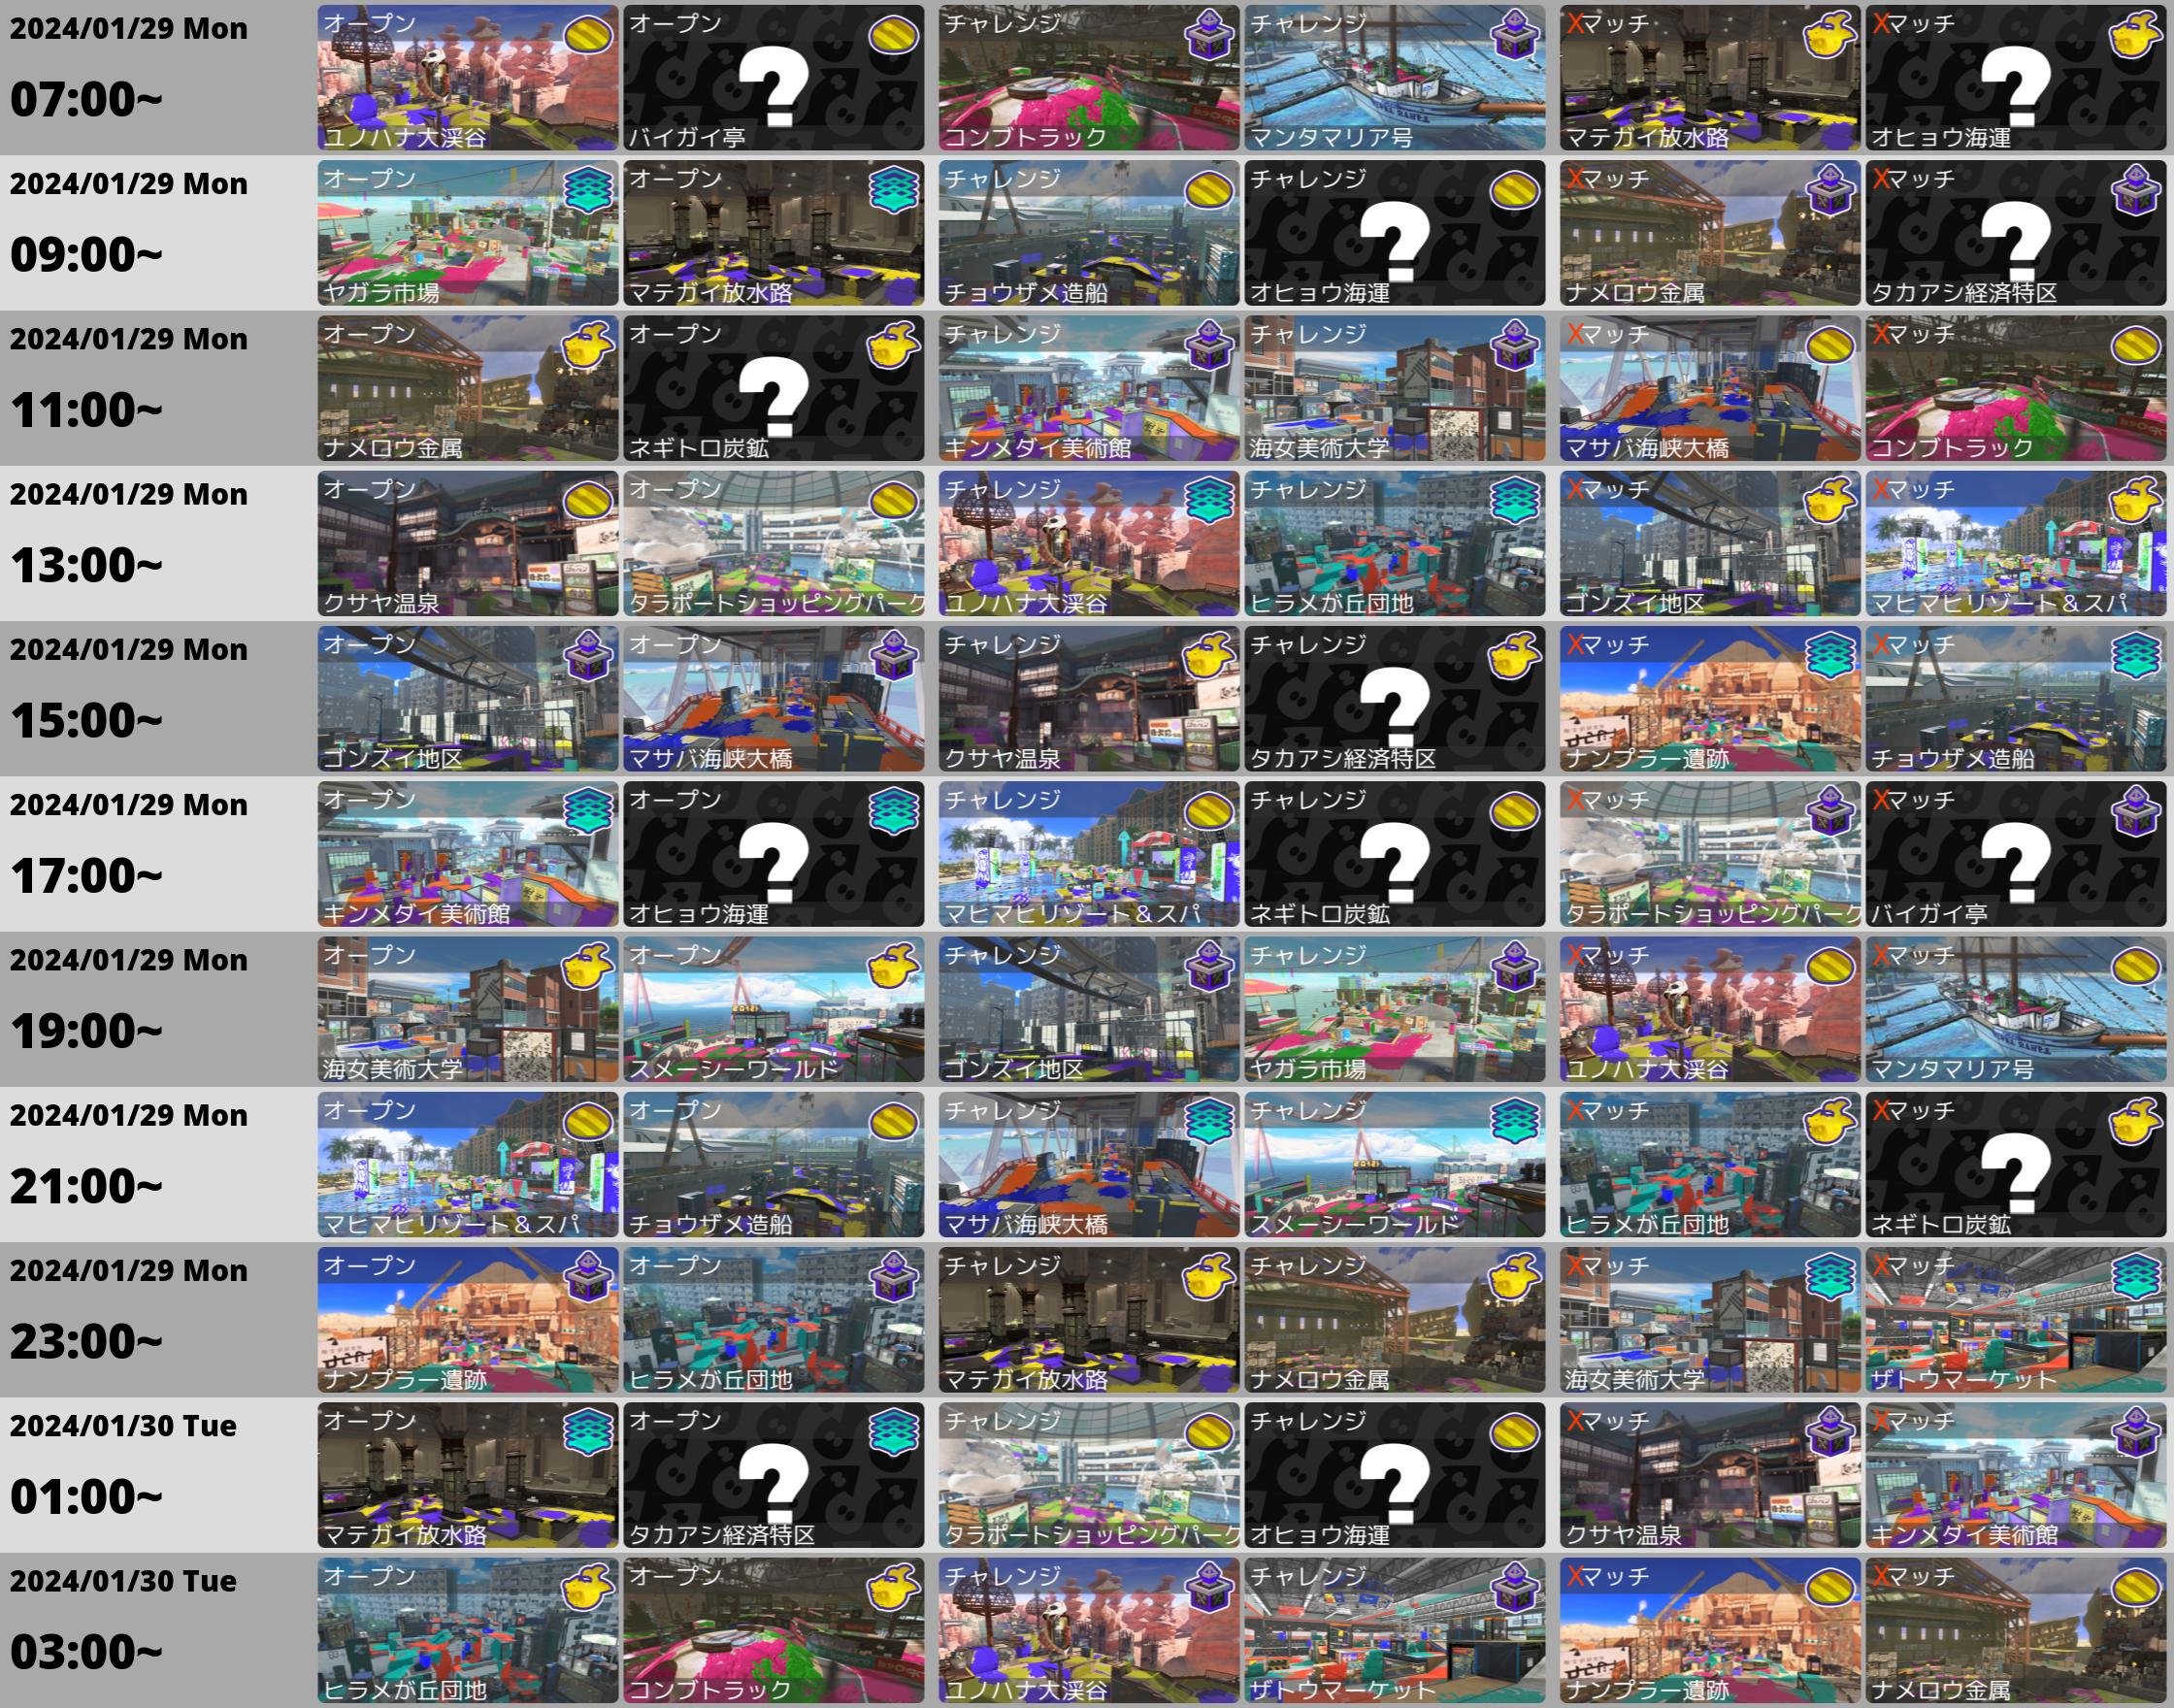 2024/01/29 Mon
07:00~
オープン
ユノハナ大渓谷
オープン
バイガイ亭
チャレンジ
コンブトラック
チャレンジ
マンタマリア号
Xマッチ
マテガイ放水路
Xマッチ
オヒョウ海運
2024/01/29 Mon
09:00~
オープン
ヤガラ市場
オープン
マテガイ放水路
チャレンジ
チョウザメ造船
チャレンジ
オヒョウ海運
Xマッチ
ナメロウ金属
Xマッチ
タカアシ経済特区
2024/01/29 Mon
11:00~
オープン
ナメロウ金属
オープン
ネギトロ炭鉱
チャレンジ
キンメダイ美術館
チャレンジ
海女美術大学
Xマッチ
マサバ海峡大橋
Xマッチ
コンブトラック
2024/01/29 Mon
13:00~
オープン
クサヤ温泉
オープン
タラポートショッピングパーク
チャレンジ
ユノハナ大渓谷
チャレンジ
ヒラメが丘団地
Xマッチ
ゴンズイ地区
Xマッチ
マヒマヒリゾート&スパ
2024/01/29 Mon
15:00~
オープン
ゴンズイ地区
オープン
マサバ海峡大橋
チャレンジ
クサヤ温泉
チャレンジ
タカアシ経済特区
Xマッチ
ナンプラー遺跡
Xマッチ
チョウザメ造船
2024/01/29 Mon
17:00~
オープン
キンメダイ美術館
オープン
オヒョウ海運
チャレンジ
マヒマヒリゾート&スパ
チャレンジ
ネギトロ炭鉱
Xマッチ
タラポートショッピングパーク
Xマッチ
バイガイ亭
2024/01/29 Mon
19:00~
オープン
海女美術大学
オープン
スメーシーワールド
チャレンジ
ゴンズイ地区
チャレンジ
ヤガラ市場
Xマッチ
ユノハナ大渓谷
Xマッチ
マンタマリア号
2024/01/29 Mon
21:00~
オープン
マヒマヒリゾート&スパ
オープン
チョウザメ造船
チャレンジ
マサバ海峡大橋
チャレンジ
スメーシーワールド
Xマッチ
ヒラメが丘団地
Xマッチ
ネギトロ炭鉱
2024/01/29 Mon
23:00~
オープン
ナンプラー遺跡
オープン
ヒラメが丘団地
チャレンジ
マテガイ放水路
チャレンジ
ナメロウ金属
Xマッチ
海女美術大学
Xマッチ
ザトウマーケット
2024/01/30 Tue
01:00~
オープン
マテガイ放水路
オープン
タカアシ経済特区
チャレンジ
タラポートショッピングパーク
チャレンジ
オヒョウ海運
Xマッチ
クサヤ温泉
Xマッチ
キンメダイ美術館
2024/01/30 Tue
03:00~
オープン
ヒラメが丘団地
オープン
コンブトラック
チャレンジ
ユノハナ大渓谷
チャレンジ
ザトウマーケット
Xマッチ
ナンプラー遺跡
Xマッチ
ナメロウ金属